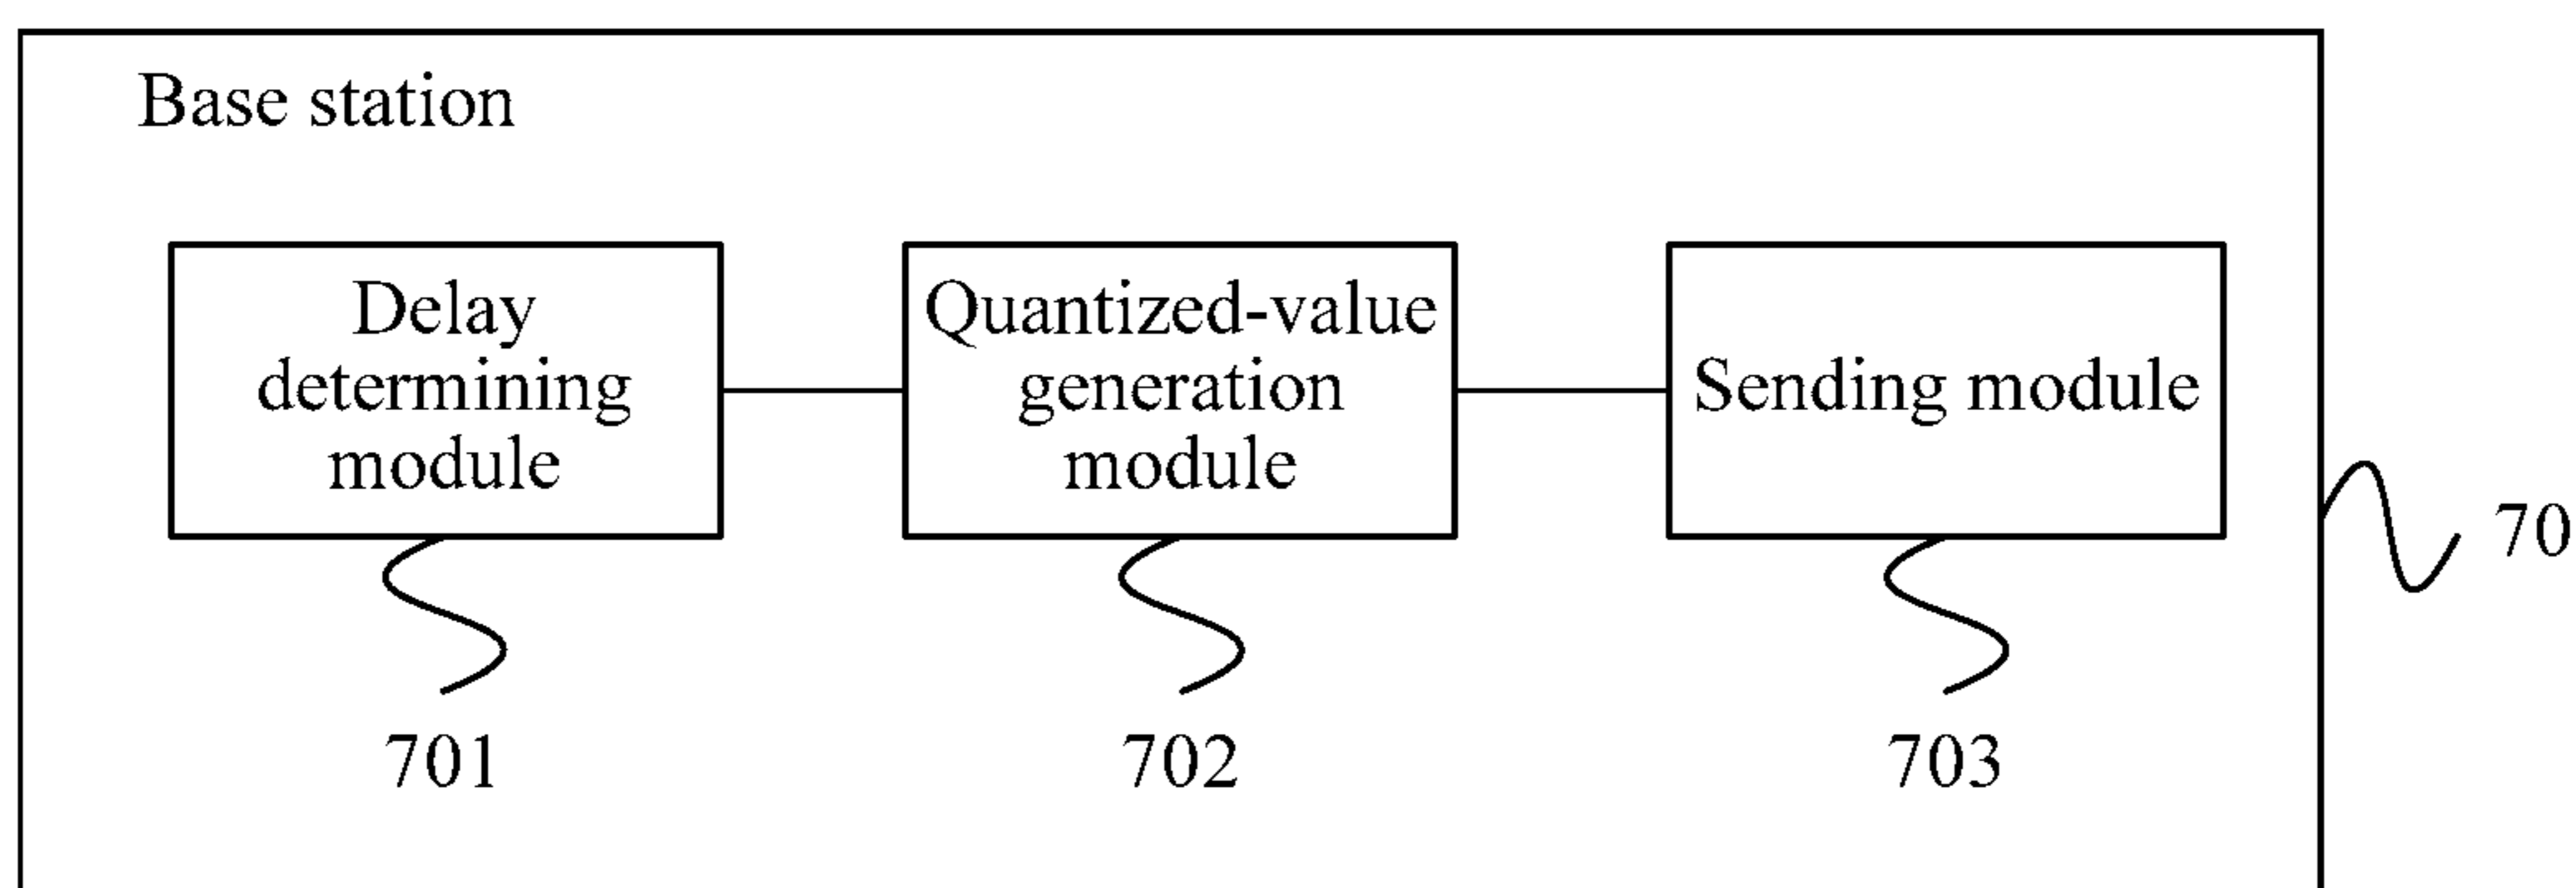 Base station
Delay
determining
module
Quantized-value
generation
module
Sending module
70
701
702
703